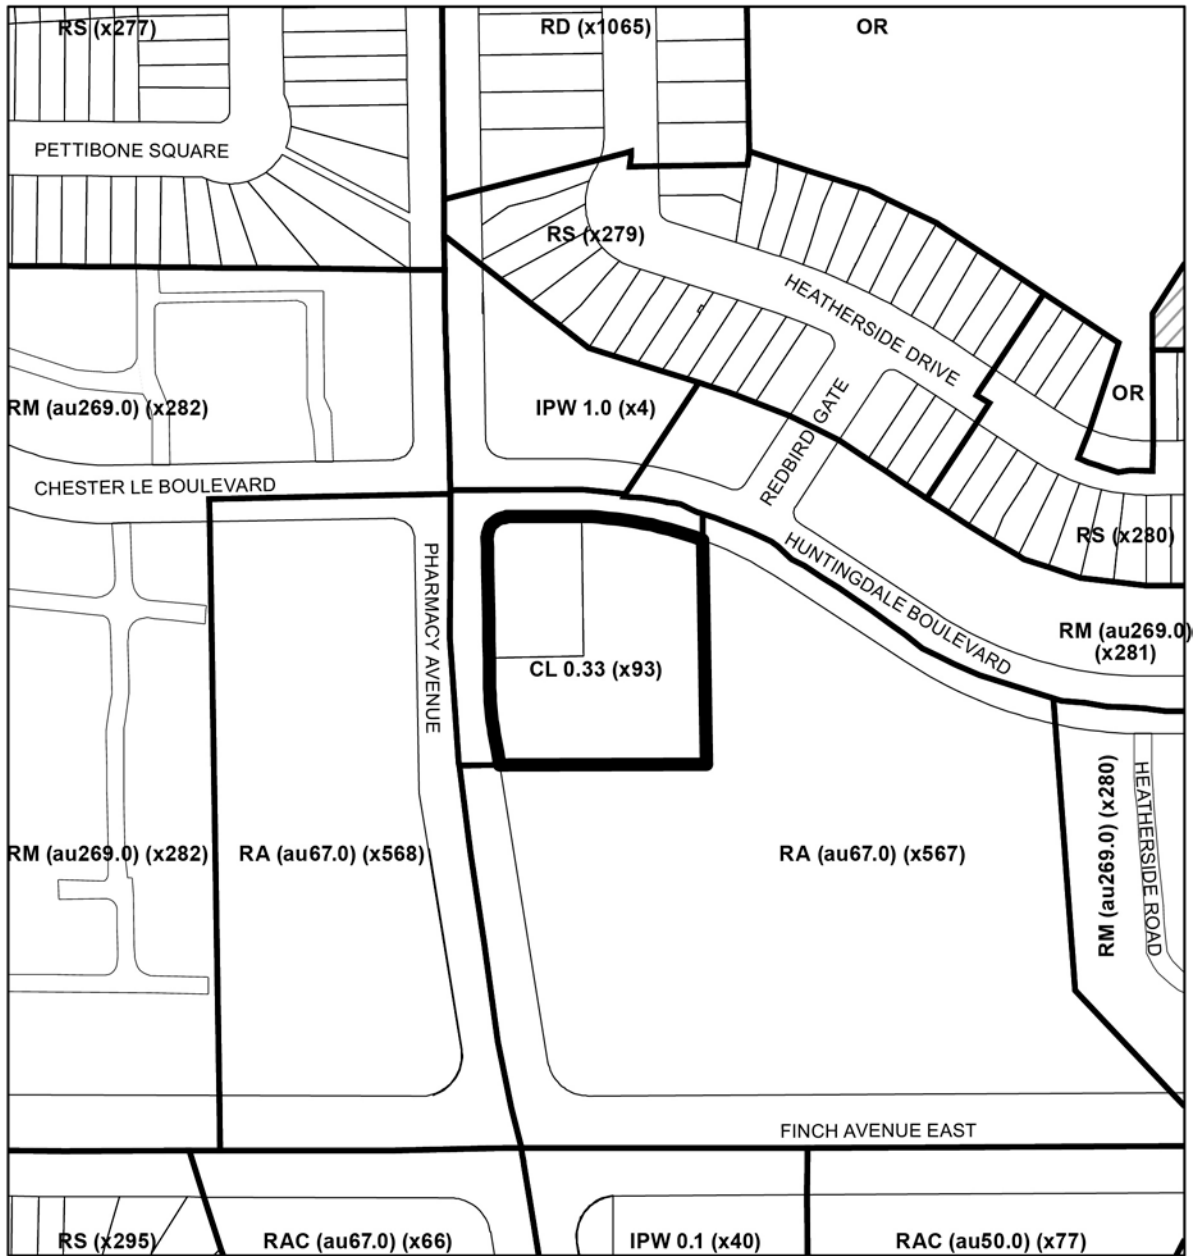 RS (x277)
RD (x1065)
OR
PETTIBONE SQUARE
RS (x279)
HEATHERSIDE DRIVE
OR
RM (au269.0) (x282)
IPW 1.0 (x4)
REDBIRD GATE
CHESTER LE BOULEVARD
RS (x280)
PHARMACY AVENUE
HUNTINGDALE BOULEVARD
RM (au269.0)
(x281)
CL 0.33 (x93)
RM (au269.0) (x282)
RA (au67.0) (x568)
RA (au67.0) (x567)
RM (au269.0) (x280)
HEATHERSIDE ROAD
FINCH AVENUE EAST
RS (x295)
RAC (au67.0) (x66)
IPW 0.1 (x40)
RAC (au50.0) (x77)